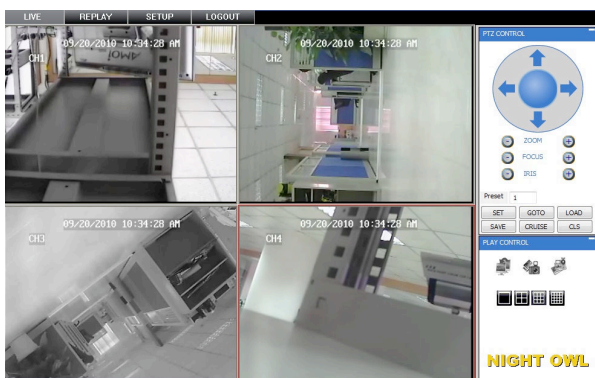 LIVE REPLAY SETUP LOGOUT
09/20/2010 10:34:28 AM
CH1
AMOI
09/20/2010 10:34:28 AM
CH2
09/20/2010 10:34:28 AM
CH3
09/20/2010 10:34:28 AM
CH4
PTZ CONTROL
ZOOM
FOCUS
IRIS
Preset 1
SET GOTO LOAD
SAVE CRUISE CLS
PLAY CONTROL
NIGHT OWL